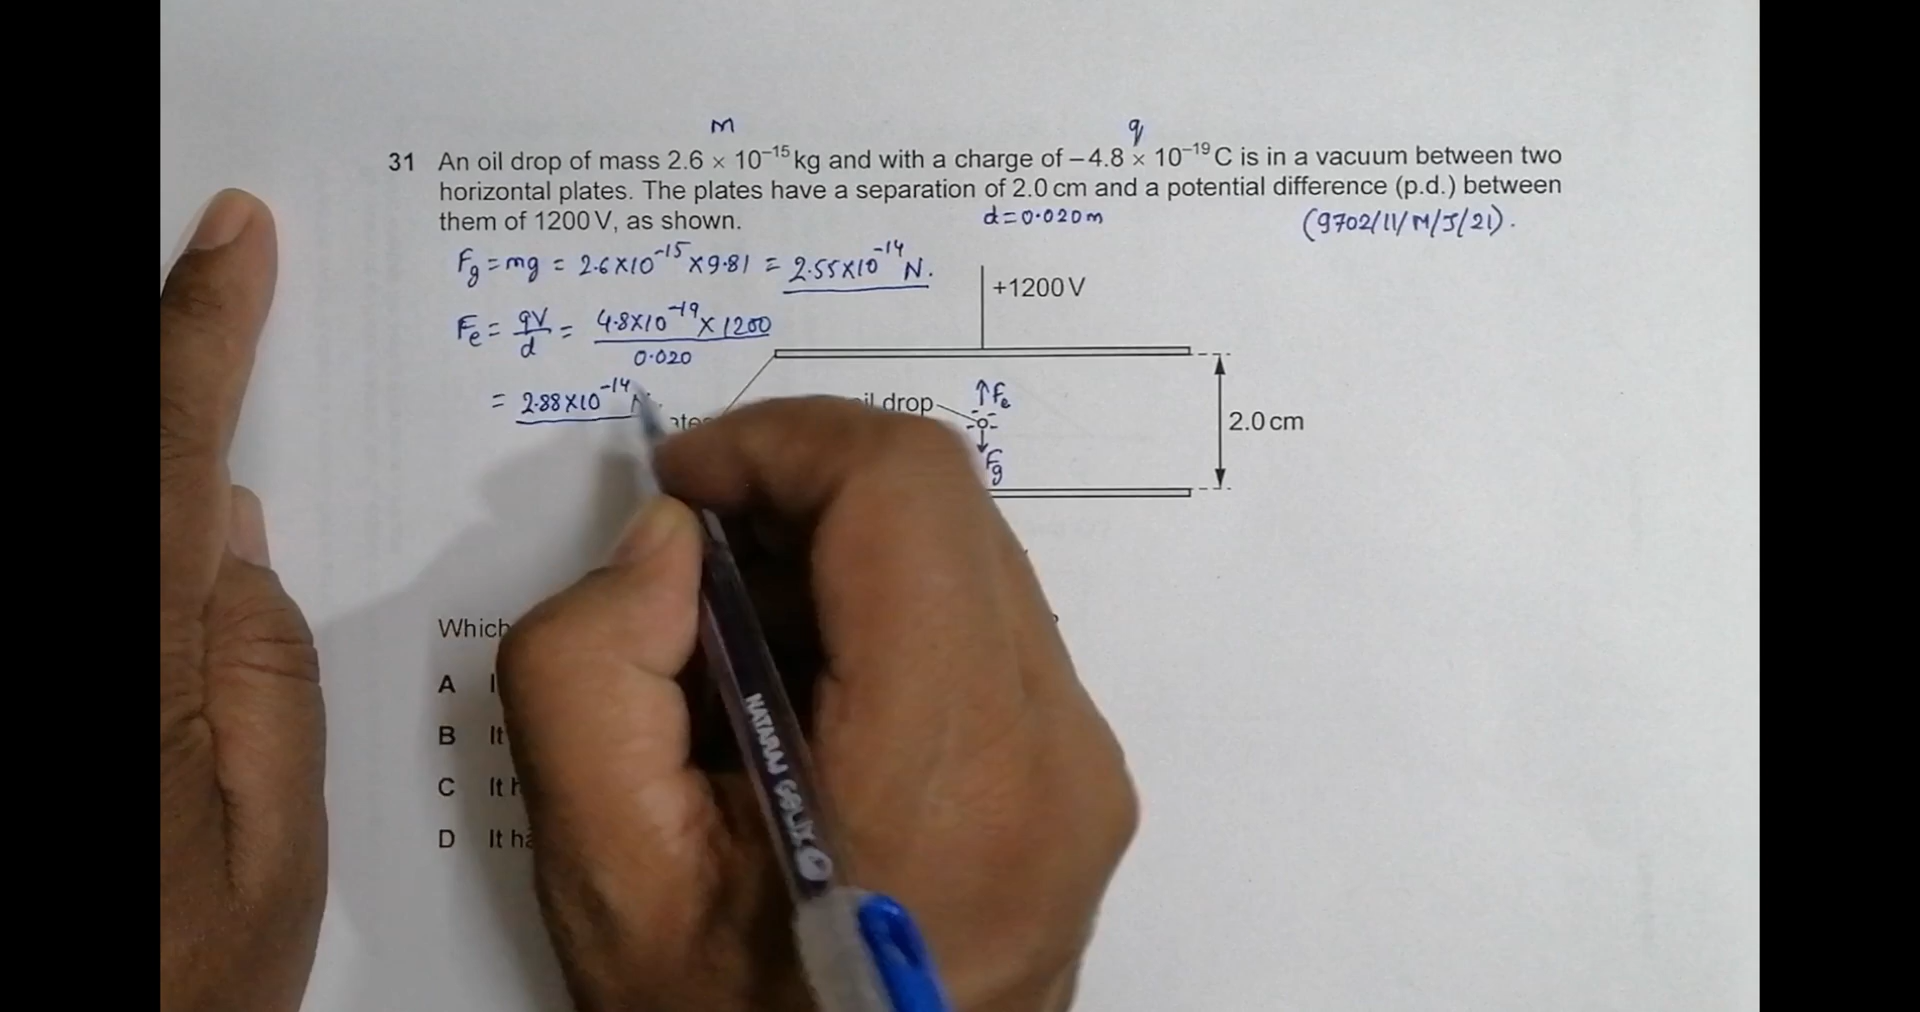 m
q
31 An oil drop of mass 2.6 × 10⁻¹⁵ kg and with a charge of –4.8 × 10⁻¹⁹ C is in a vacuum between two
horizontal plates. The plates have a separation of 2.0 cm and a potential difference (p.d.) between
them of 1200 V, as shown.
d = 0.020 m
(9702/11/M/J/21).
Fg = mg = 2.6×10⁻¹⁵ × 9.81 = 2.55×10⁻¹⁴ N.
+1200 V
Fe = qV/d = 4.8×10⁻¹⁹ × 1200 / 0.020
= 2.88×10⁻¹⁴
drop
↑Fe
Fg
2.0 cm
Which
A
B It
C It
D It
NATARAJ GELIX